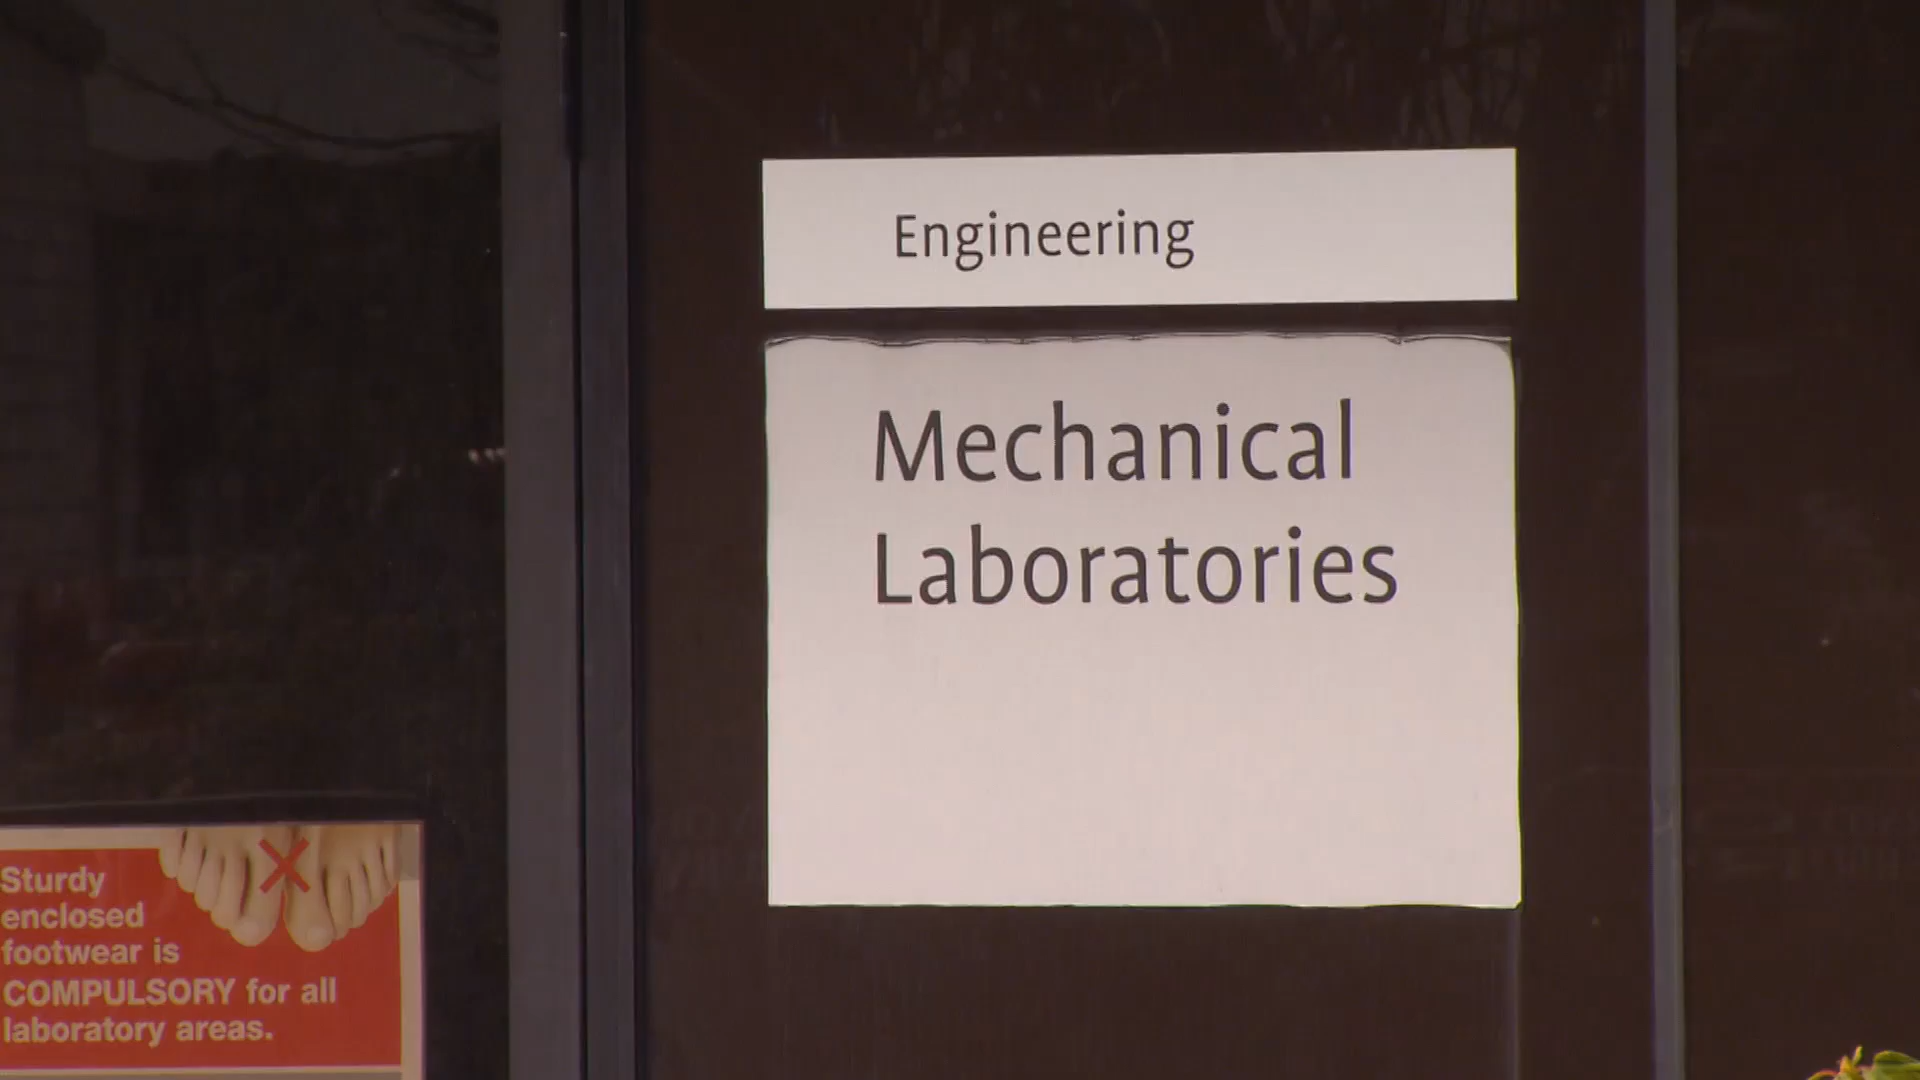 Engineering
Mechanical
Laboratories
Sturdy
enclosed
footwear is
COMPULSORY for all
laboratory areas.